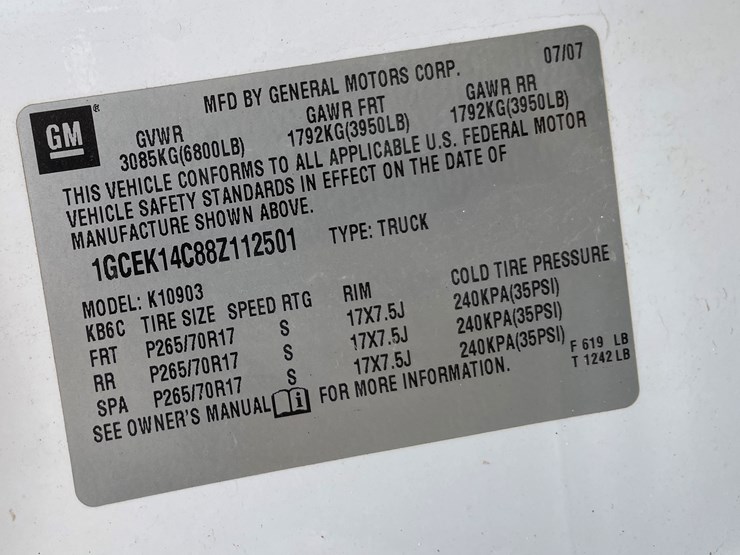 GM®
MFD BY GENERAL MOTORS CORP. 07/07
GVWR GAWR FRT GAWR RR
3085KG(6800LB) 1792KG(3950LB) 1792KG(3950LB)
THIS VEHICLE CONFORMS TO ALL APPLICABLE U.S. FEDERAL MOTOR
VEHICLE SAFETY STANDARDS IN EFFECT ON THE DATE OF
MANUFACTURE SHOWN ABOVE.
1GCEK14C88Z112501 TYPE: TRUCK
MODEL: K10903
KB6C TIRE SIZE SPEED RTG RIM COLD TIRE PRESSURE
FRT P265/70R17 S 17X7.5J 240KPA(35PSI)
RR P265/70R17 S 17X7.5J 240KPA(35PSI)
SPA P265/70R17 S 17X7.5J 240KPA(35PSI)
SEE OWNER'S MANUAL i FOR MORE INFORMATION.
F 619 LB
T 1242 LB